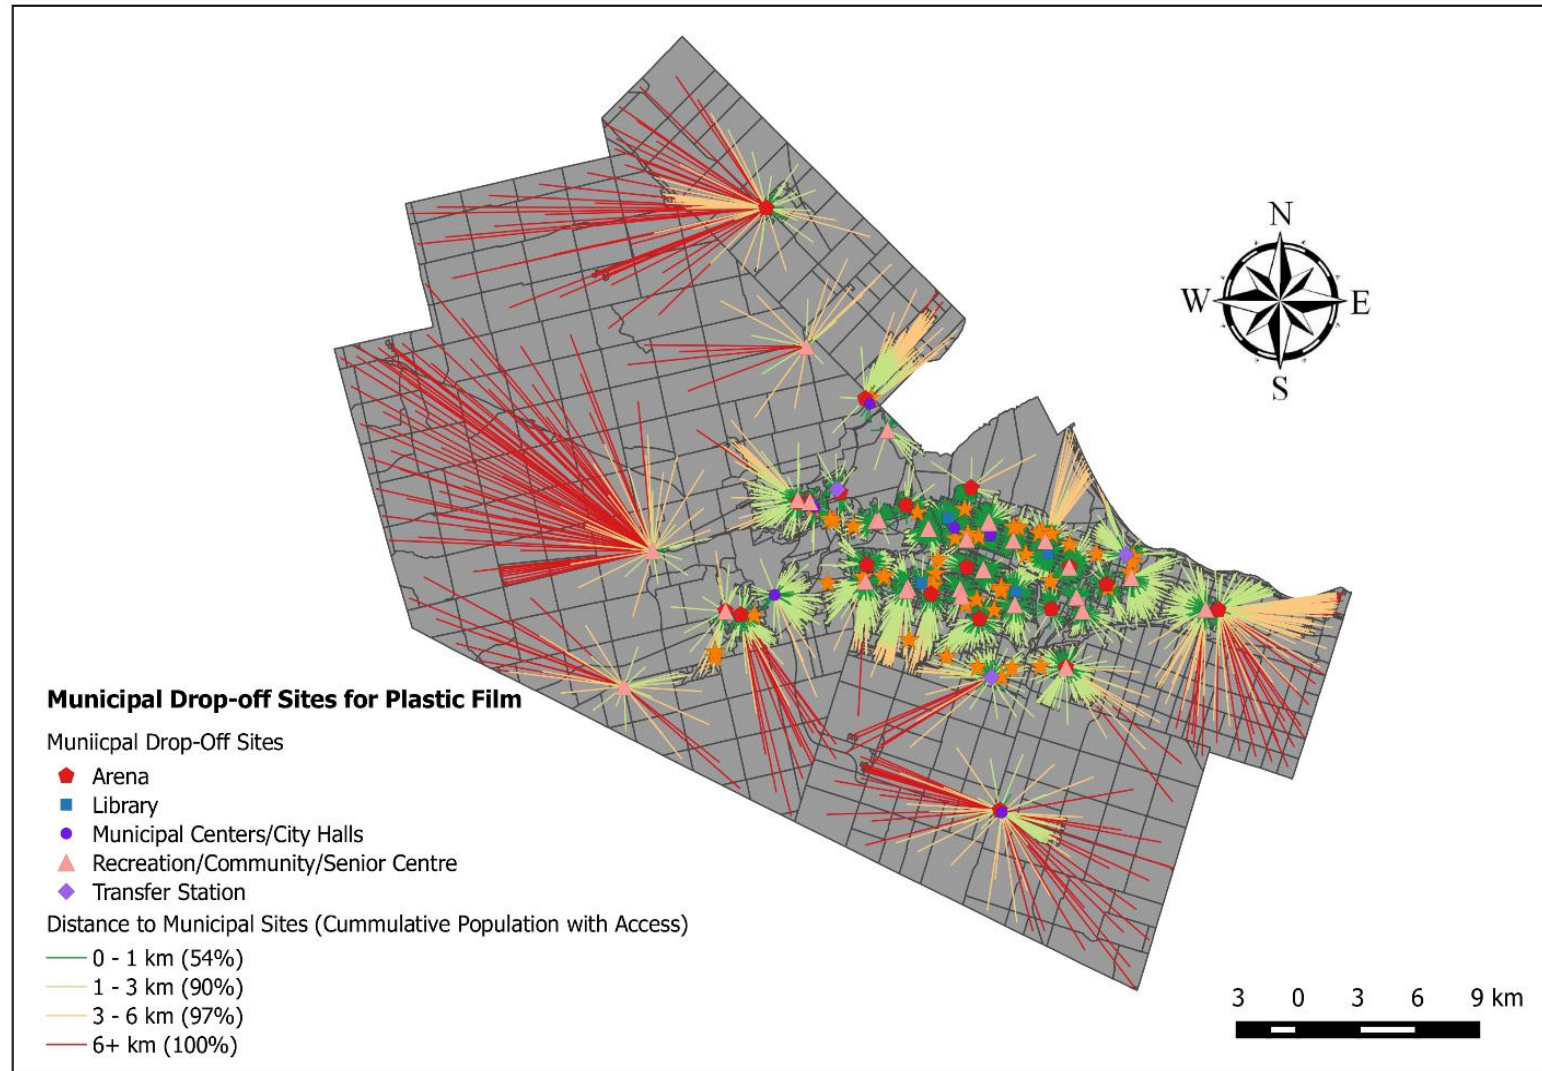 N
W E
S
Municipal Drop-off Sites for Plastic Film
Muniicpal Drop-Off Sites
Arena
Library
Municipal Centers/City Halls
Recreation/Community/Senior Centre
Transfer Station
Distance to Municipal Sites (Cummulative Population with Access)
0 - 1 km (54%)
1 - 3 km (90%)
3 - 6 km (97%)
6+ km (100%)
3 0 3 6 9 km